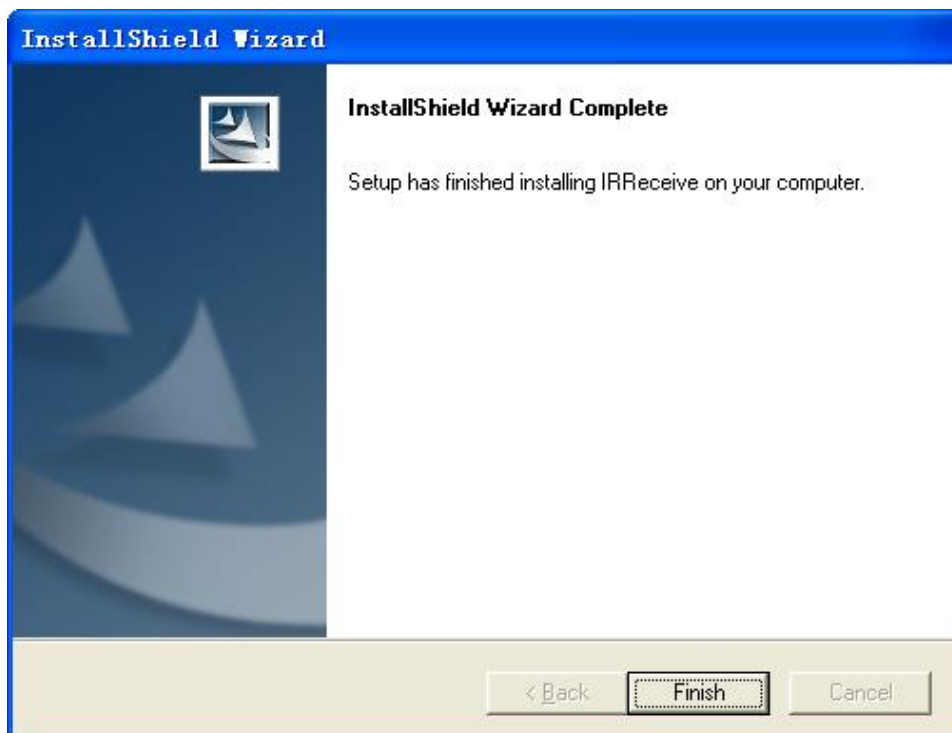 InstallShield Wizard
InstallShield Wizard Complete
Setup has finished installing IRReceive on your computer.
< Back Finish Cancel